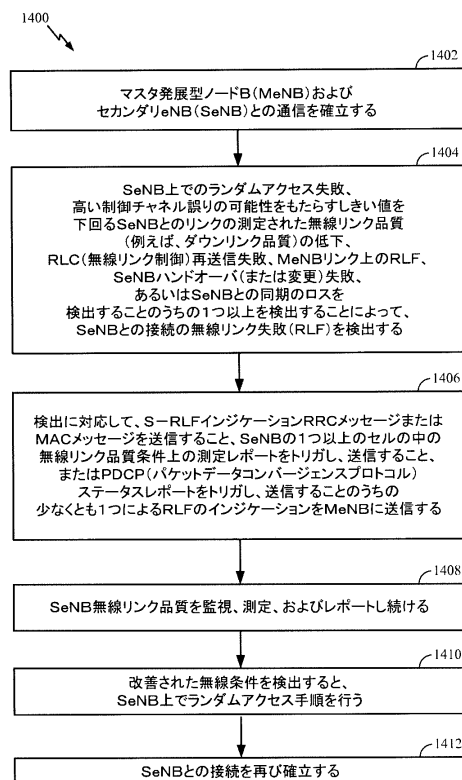 1400
1402
マスタ発展型ノードB(MeNB)および
セカンダリeNB(SeNB)との通信を確立する
1404
SeNB上でのランダムアクセス失敗、
高い制御チャネル誤りの可能性をもたらすしきい値を
下回るSeNBとのリンクの測定された無線リンク品質
(例えば、ダウンリンク品質)の低下、
RLC(無線リンク制御)再送信失敗、MeNBリンク上のRLF、
SeNBハンドオーバ(または変更)失敗、
あるいはSeNBとの同期のロスを
検出することのうちの1つ以上を検出することによって、
SeNBとの接続の無線リンク失敗(RLF)を検出する
1406
検出に対応して、S-RLFインジケーションRRCメッセージまたは
MACメッセージを送信すること、SeNBの1つ以上のセルの中の
無線リンク品質条件上の測定レポートをトリガし、送信すること、
またはPDCP(パケットデータコンバージェンスプロトコル)
ステータスレポートをトリガし、送信することのうちの
少なくとも1つによるRLFのインジケーションをMeNBに送信する
1408
SeNB無線リンク品質を監視、測定、およびレポートし続ける
1410
改善された無線条件を検出すると、
SeNB上でランダムアクセス手順を行う
1412
SeNBとの接続を再び確立する